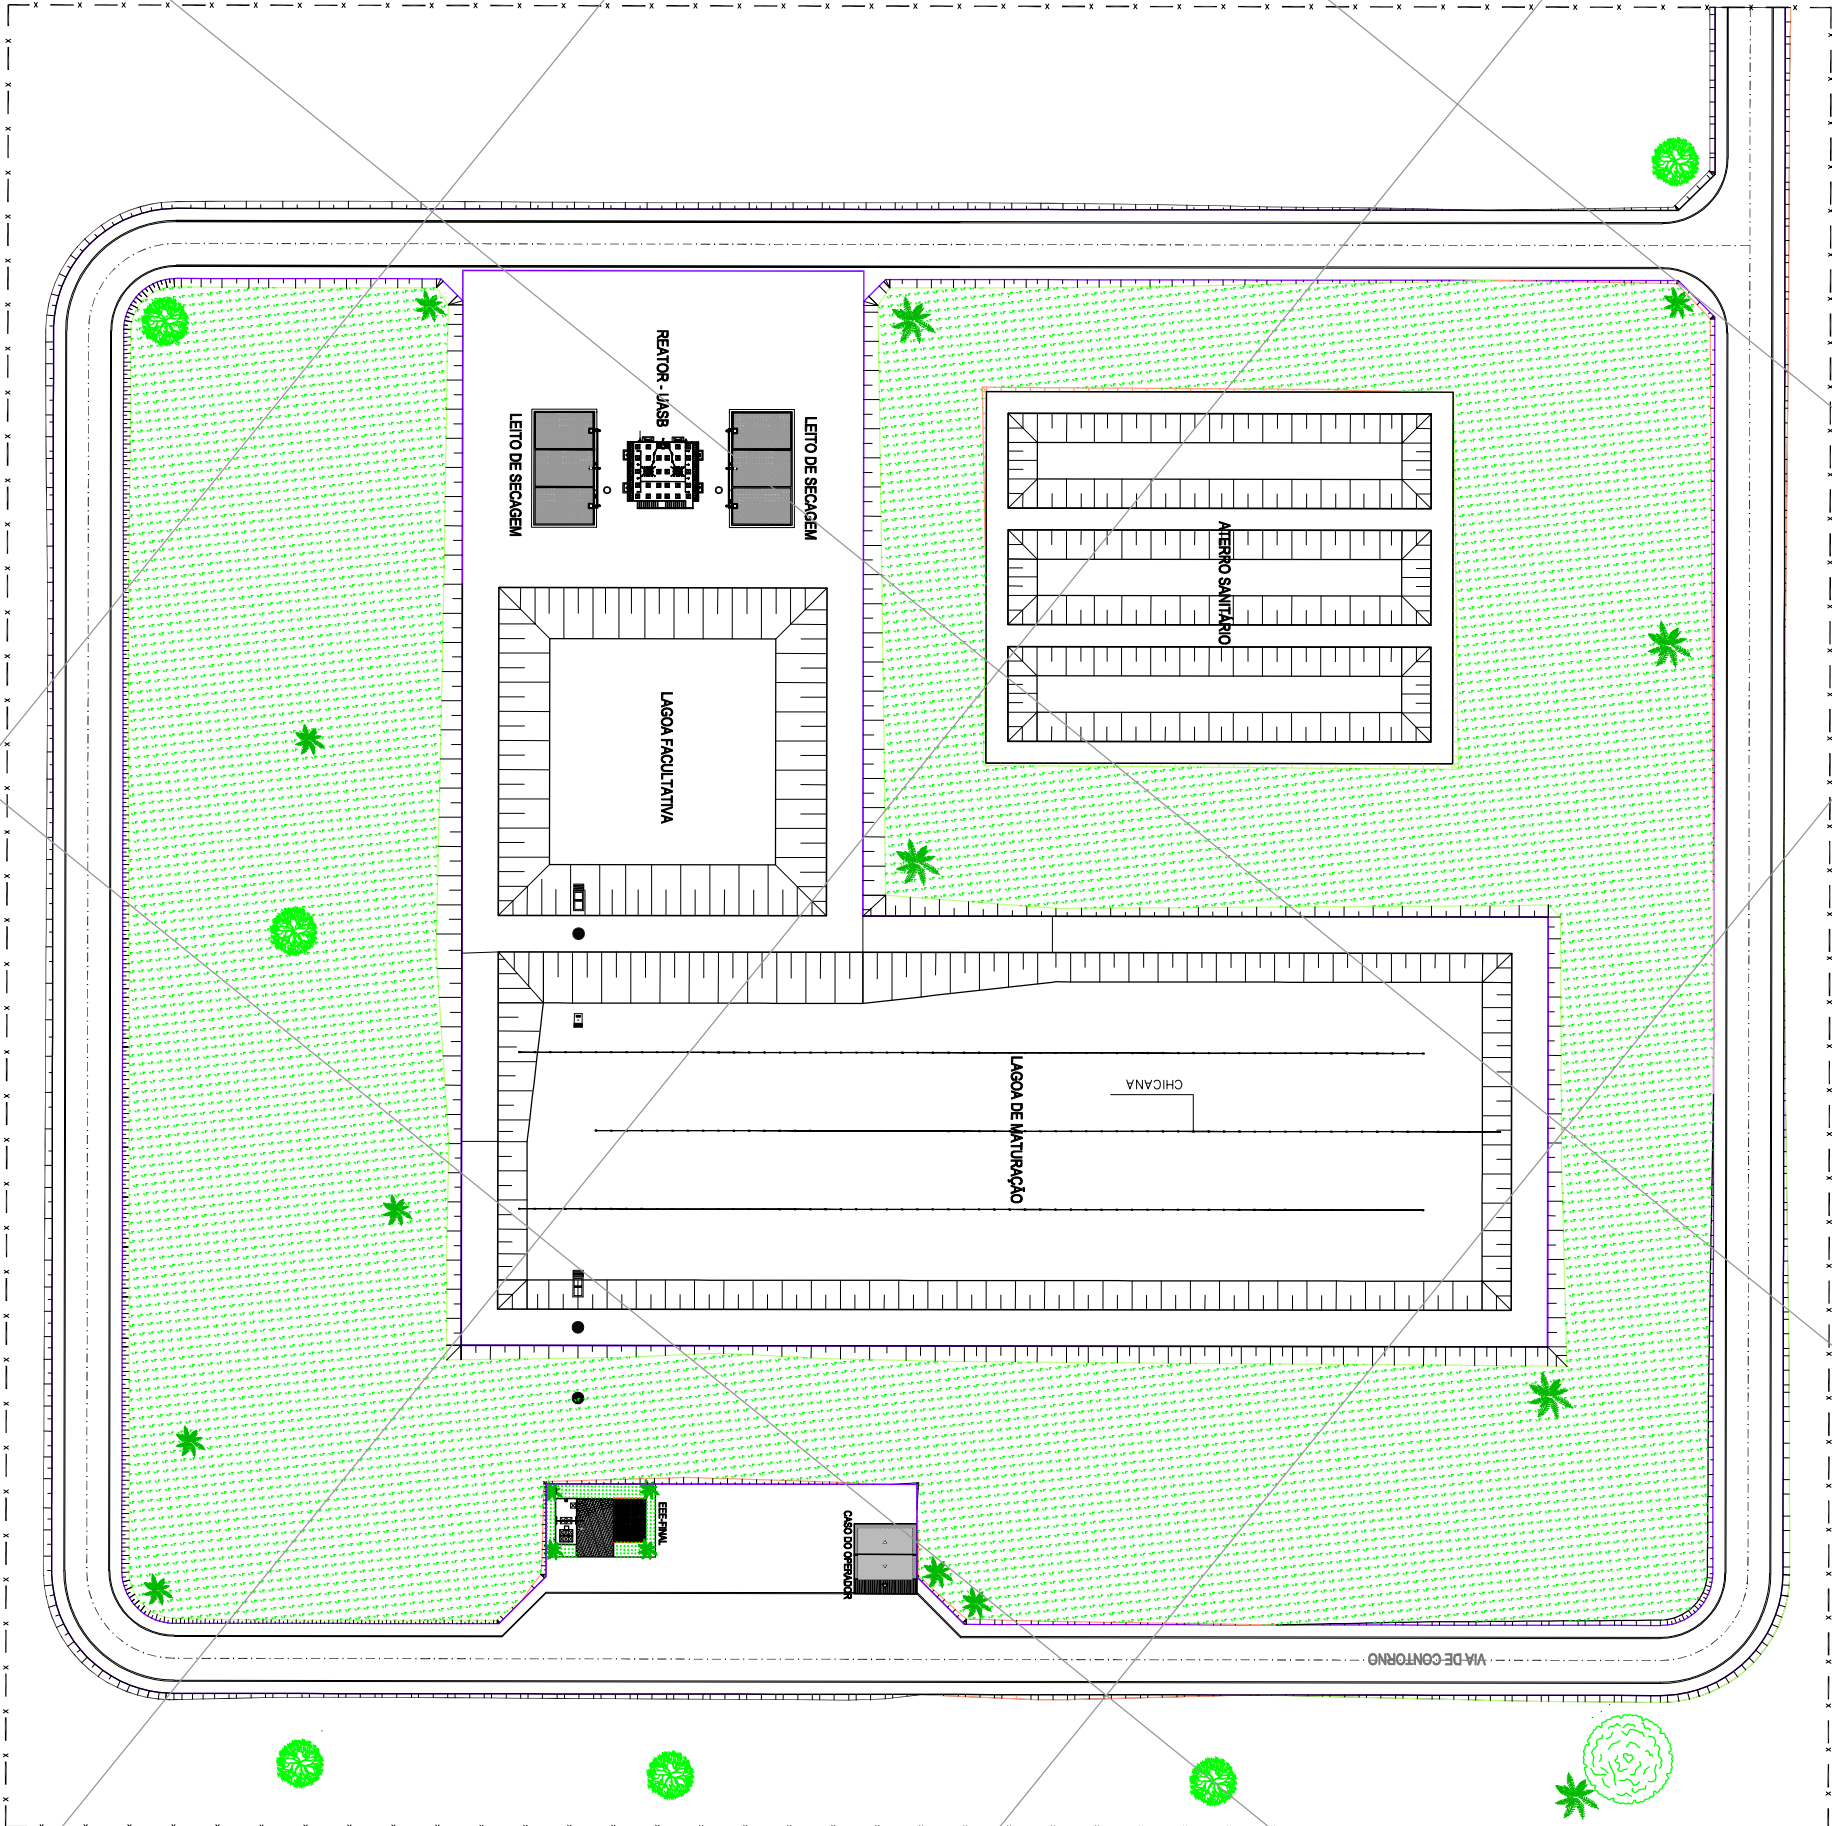 REATOR - UASB
LEITO DE SECAGEM
LEITO DE SECAGEM
ATERRO SANITÁRIO
LAGOA FACULTATIVA
LAGOA DE MATURAÇÃO
CHICANA
EEE-FINAL
CASO DO OPERADOR
VIA DE CONTORNO